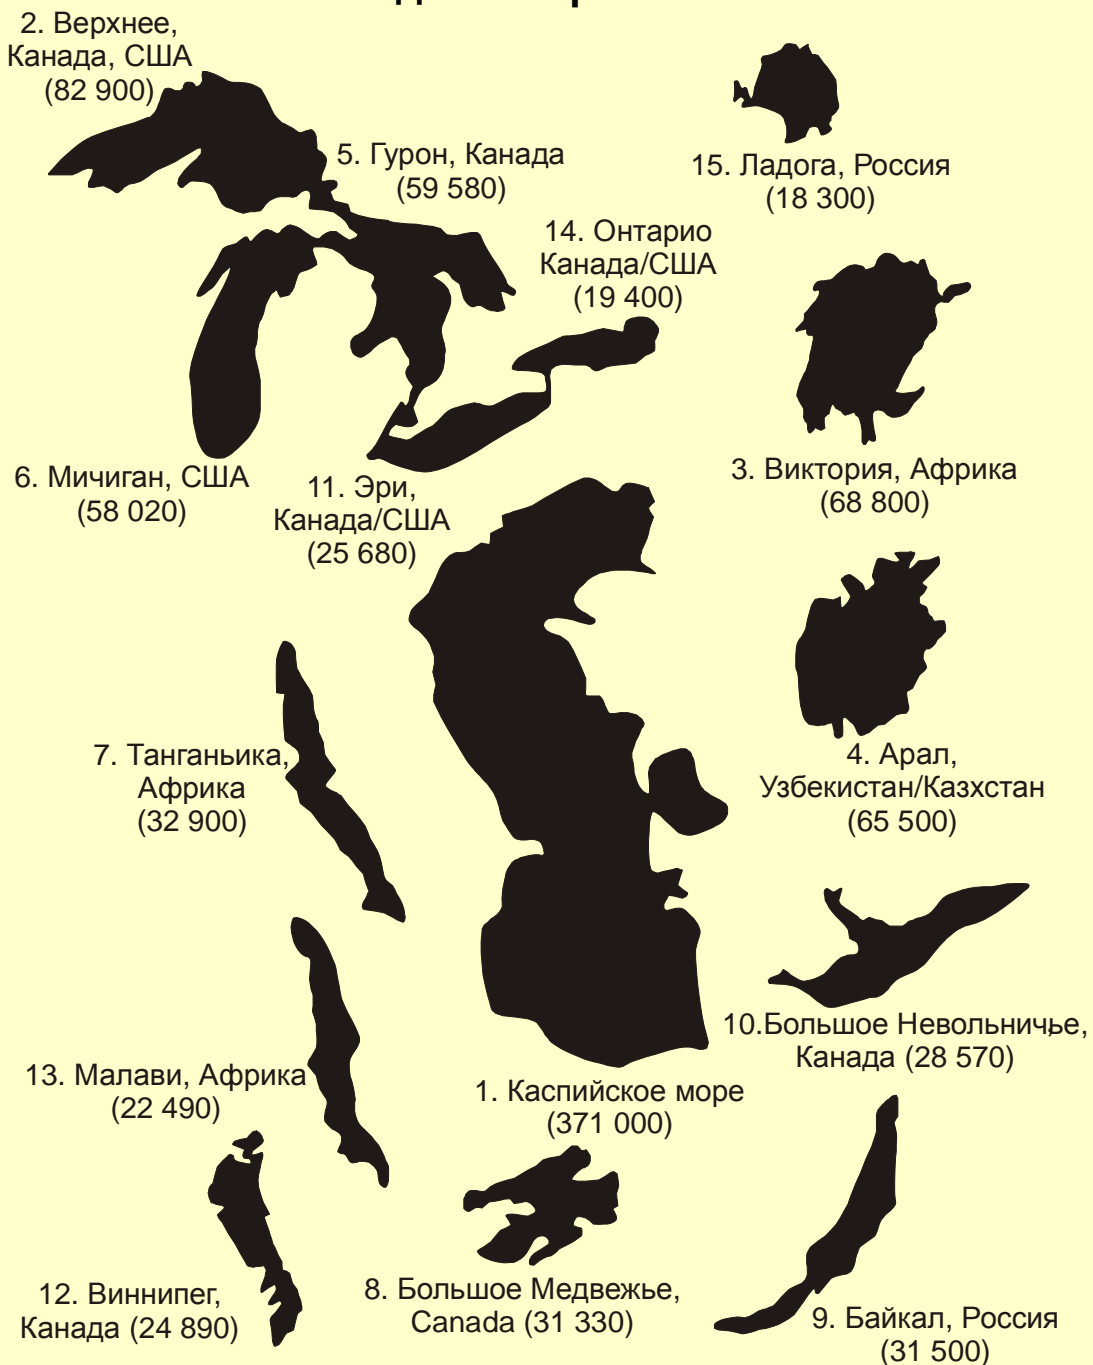 2. Верхнее,
Канада, США
(82 900)
5. Гурон, Канада
(59 580)
15. Ладога, Россия
(18 300)
14. Онтарио
Канада/США
(19 400)
6. Мичиган, США
(58 020)
11. Эри,
Канада/США
(25 680)
3. Виктория, Африка
(68 800)
7. Танганьика,
Африка
(32 900)
4. Арал,
Узбекистан/Казхстан
(65 500)
10.Большое Невольничье,
Канада (28 570)
13. Малави, Африка
(22 490)
1. Каспийское море
(371 000)
12. Виннипег,
Канада (24 890)
8. Большое Медвежье,
Canada (31 330)
9. Байкал, Россия
(31 500)